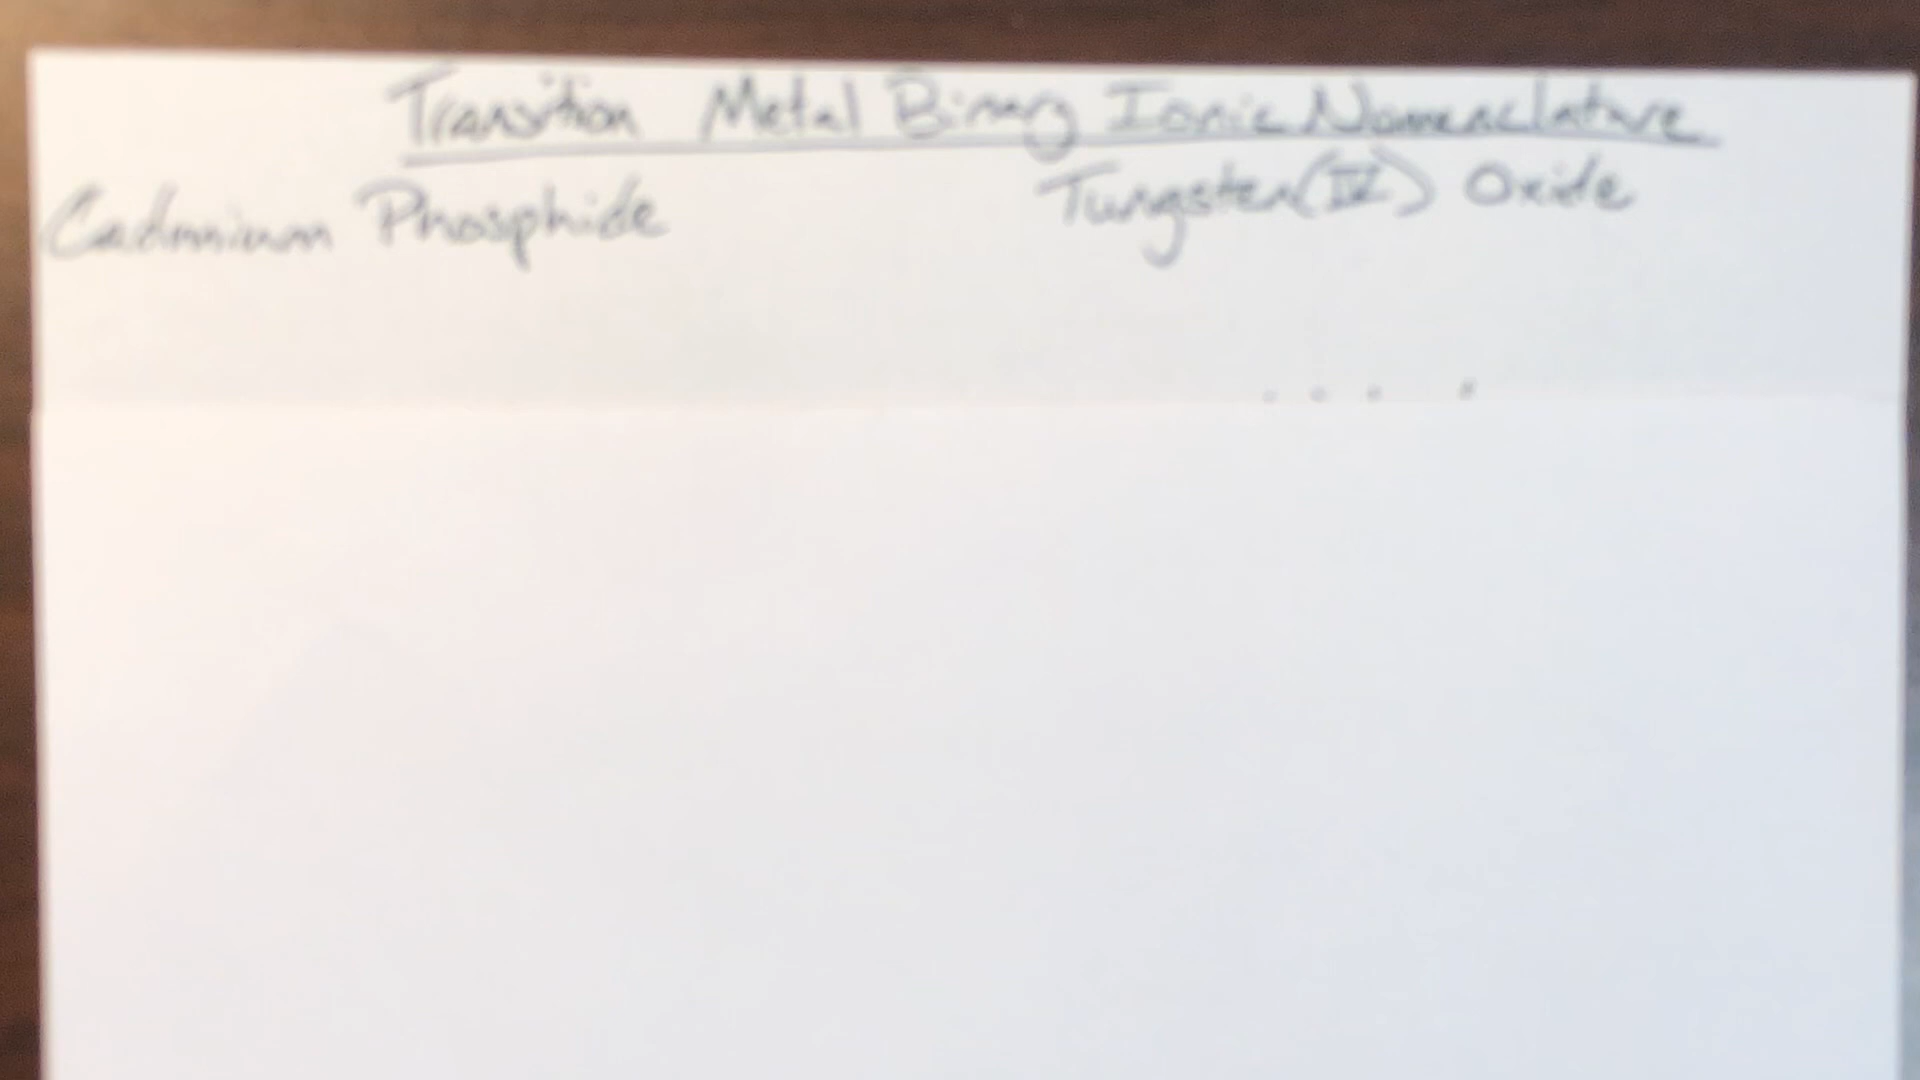 Transition Metal Binary Ionic Nomenclature
Cadmium Phosphide
Tungsten(IV) Oxide